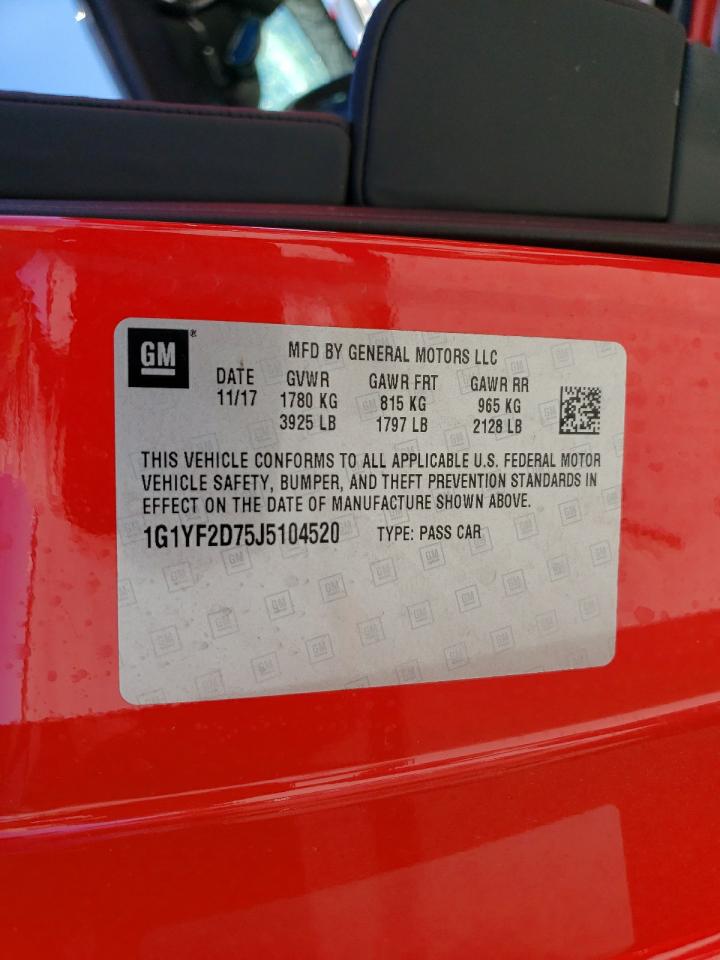 GM®
MFD BY GENERAL MOTORS LLC
DATE GVWR GAWR FRT GAWR RR
11/17 1780 KG 815 KG 965 KG
3925 LB 1797 LB 2128 LB
THIS VEHICLE CONFORMS TO ALL APPLICABLE U.S. FEDERAL MOTOR
VEHICLE SAFETY, BUMPER, AND THEFT PREVENTION STANDARDS IN
EFFECT ON THE DATE OF MANUFACTURE SHOWN ABOVE.
1G1YF2D75J5104520 TYPE: PASS CAR